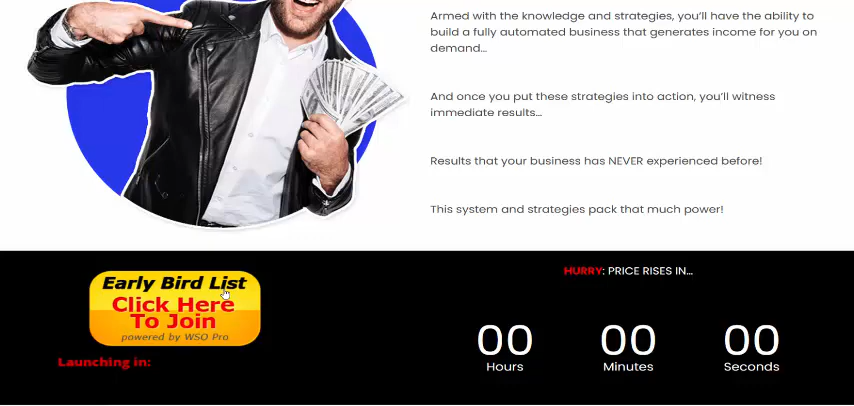 Armed with the knowledge and strategies, you'll have the ability to
build a fully automated business that generates income for you on
demand...
And once you put these strategies into action, you'll witness
immediate results...
Results that your business has NEVER experienced before!
This system and strategies pack that much power!
Early Bird List
Click Here
To Join
powered by WSO Pro
Launching in:
HURRY: PRICE RISES IN...
00 00 00
Hours Minutes Seconds